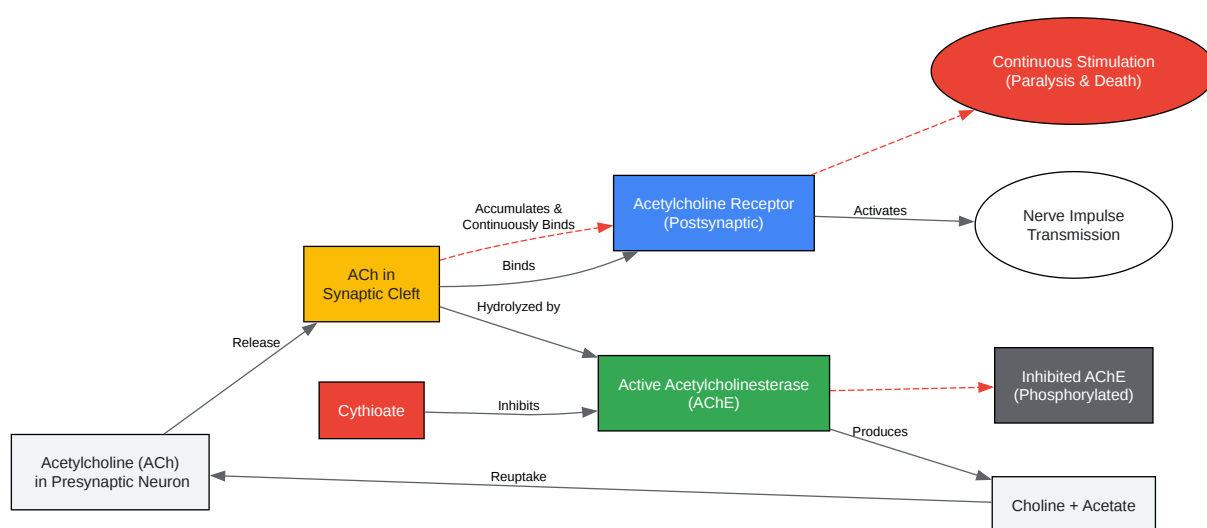 Continuous Stimulation
(Paralysis & Death)
Acetylcholine Receptor
(Postsynaptic)
Accumulates &
Continuously Binds
Activates
Nerve Impulse
Transmission
ACh in
Synaptic Cleft
Binds
Hydrolyzed by
Release
Active Acetylcholinesterase
(AChE)
Inhibited AChE
(Phosphorylated)
Cythioate
Inhibits
Produces
Acetylcholine (ACh)
in Presynaptic Neuron
Reuptake
Choline + Acetate